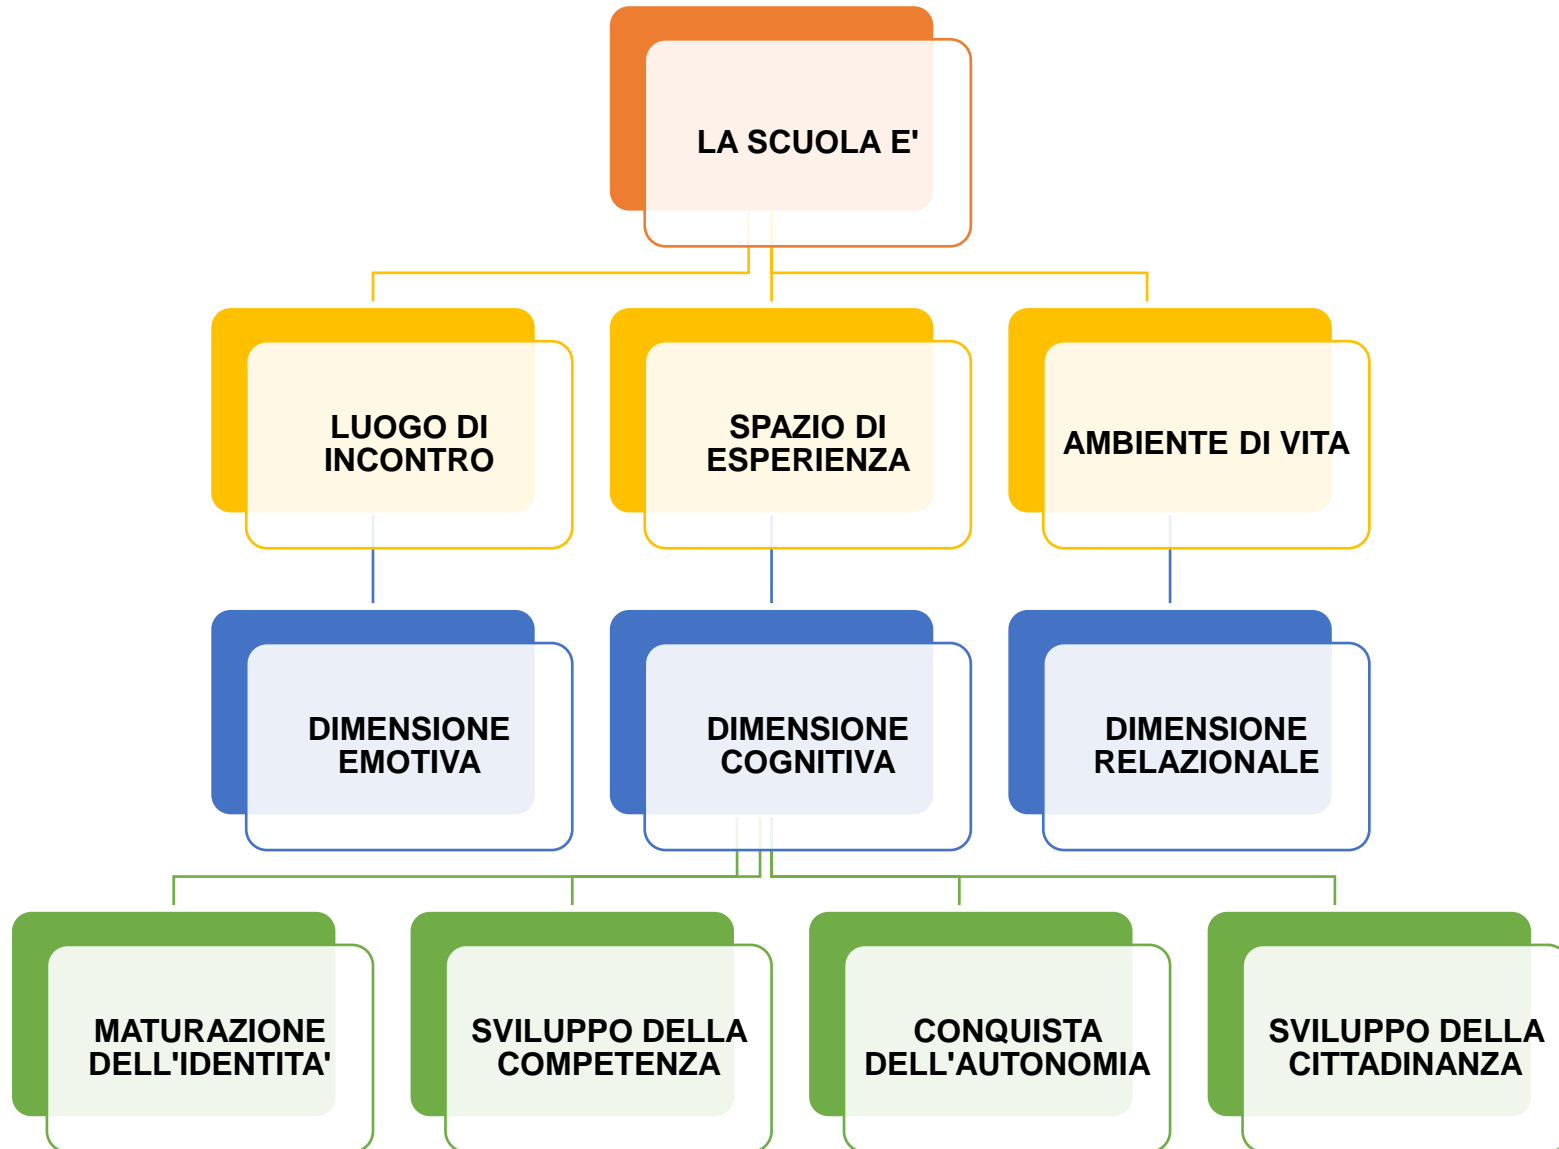 LA SCUOLA E'
LUOGO DI
INCONTRO
SPAZIO DI
ESPERIENZA
AMBIENTE DI VITA
DIMENSIONE
EMOTIVA
DIMENSIONE
COGNITIVA
DIMENSIONE
RELAZIONALE
MATURAZIONE
DELL'IDENTITA'
SVILUPPO DELLA
COMPETENZA
CONQUISTA
DELL'AUTONOMIA
SVILUPPO DELLA
CITTADINANZA